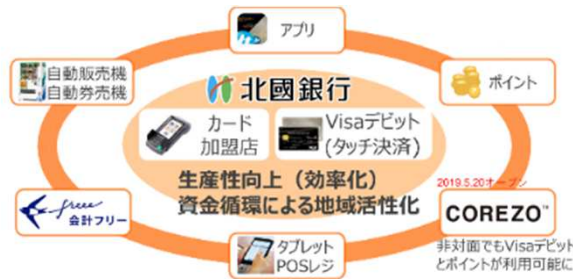 アプリ
自動販売機
自動券売機
ポイント
北國銀行
カード
加盟店
Visaデビット
(タッチ決済)
生産性向上（効率化）
資金循環による地域活性化
freee
会計フリー
2019.5.20オープン
COREZO™
非対面でもVisaデビット
とポイントが利用可能に
タブレット
POSレジ